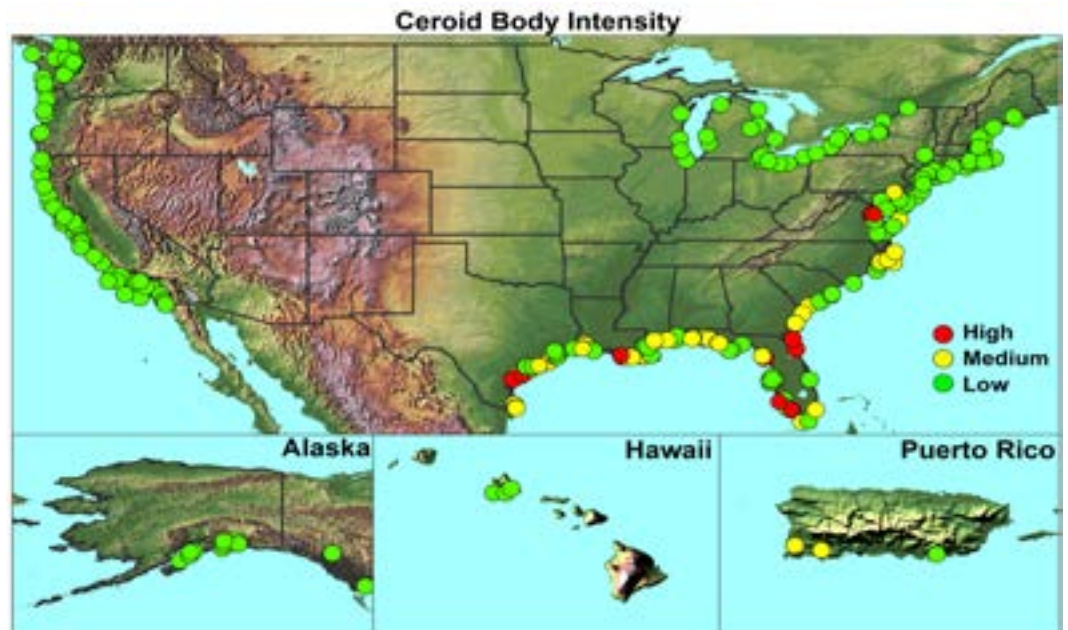 Ceroid Body Intensity
High
Medium
Low
Alaska
Hawaii
Puerto Rico